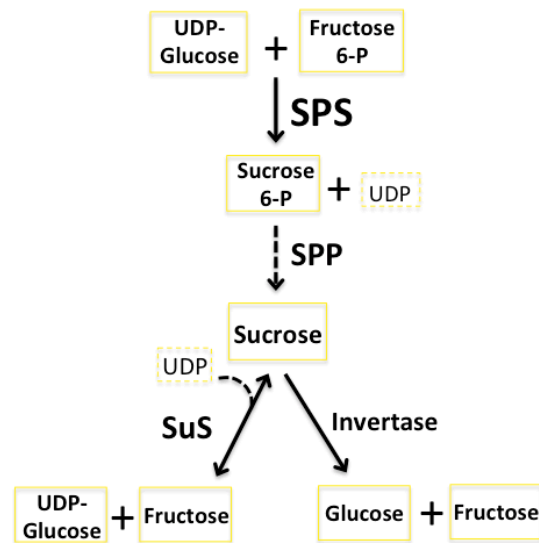 UDP-
Glucose
+
Fructose
6-P
SPS
Sucrose
6-P
+
UDP
SPP
Sucrose
UDP
SuS
Invertase
UDP-
Glucose
+
Fructose
Glucose
+
Fructose